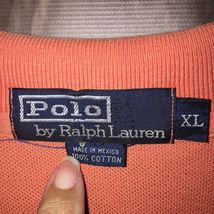 Polo
by Ralph Lauren
XL
MADE IN MEXICO
100% COTTON